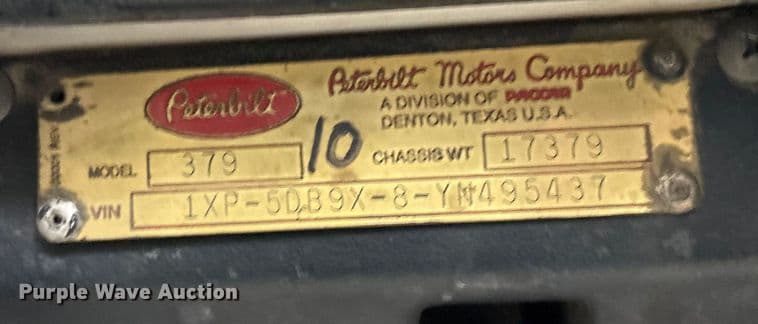 Peterbilt
Peterbilt Motors Company
A DIVISION OF PACCAR
DENTON, TEXAS U.S.A.
10
MODEL 379
CHASSIS WT 17379
VIN 1XP-5DB9X-8-YN495437
REV
Purple Wave Auction